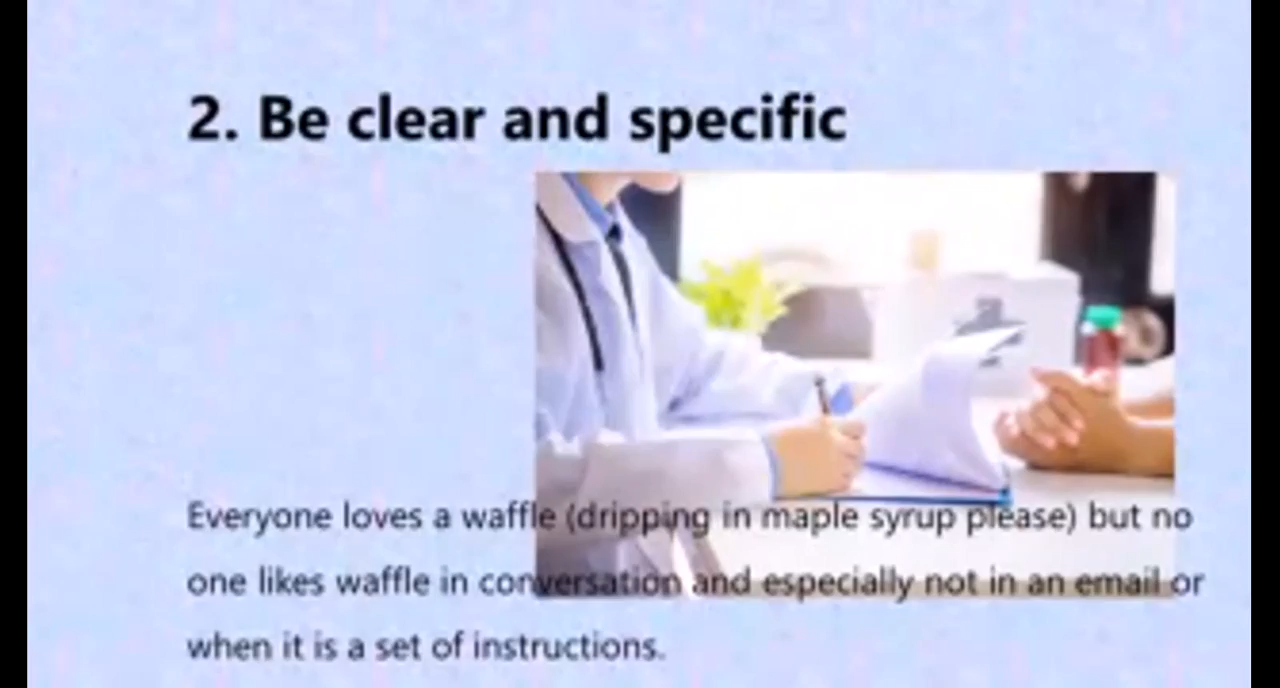 2. Be clear and specific
Everyone loves a waffle (dripping in maple syrup please) but no
one likes waffle in conversation and especially not in an email or
when it is a set of instructions.